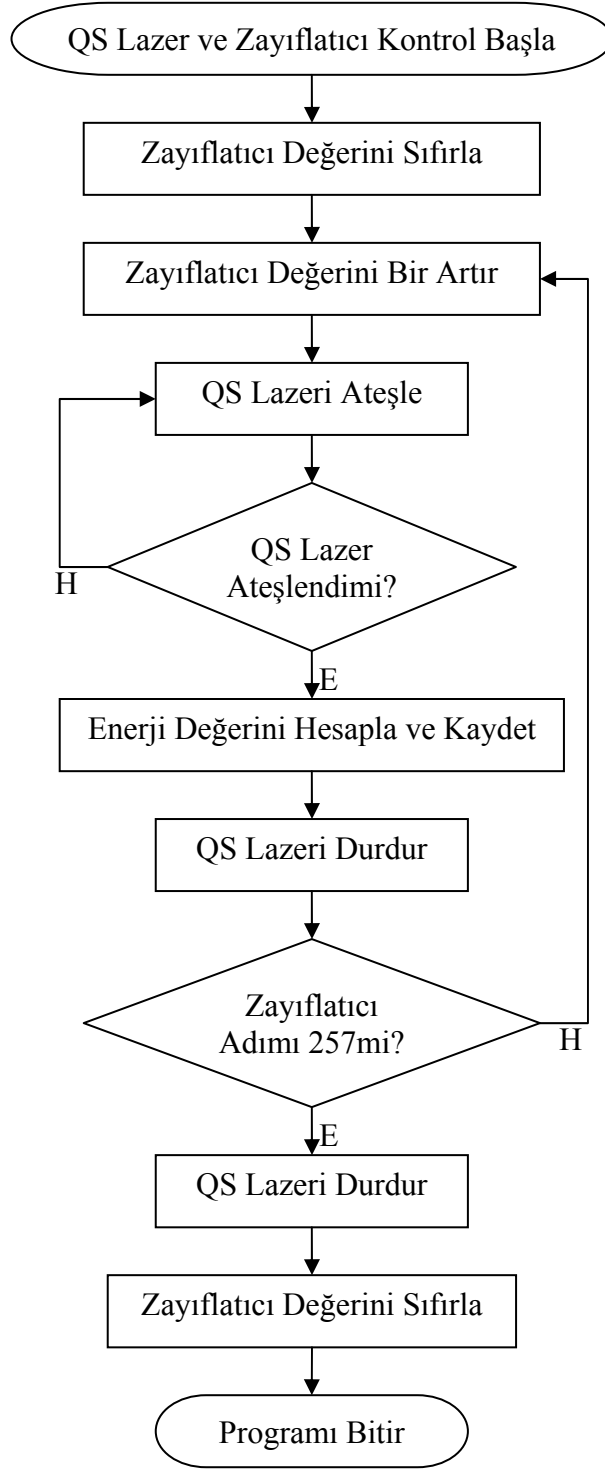 QS Lazer ve Zayıflatıcı Kontrol Başla
Zayıflatıcı Değerini Sıfırla
Zayıflatıcı Değerini Bir Artır
QS Lazeri Ateşle
QS Lazer
Ateşlendimi?
H
E
Enerji Değerini Hesapla ve Kaydet
QS Lazeri Durdur
Zayıflatıcı
Adımı 257mi?
H
E
QS Lazeri Durdur
Zayıflatıcı Değerini Sıfırla
Programı Bitir